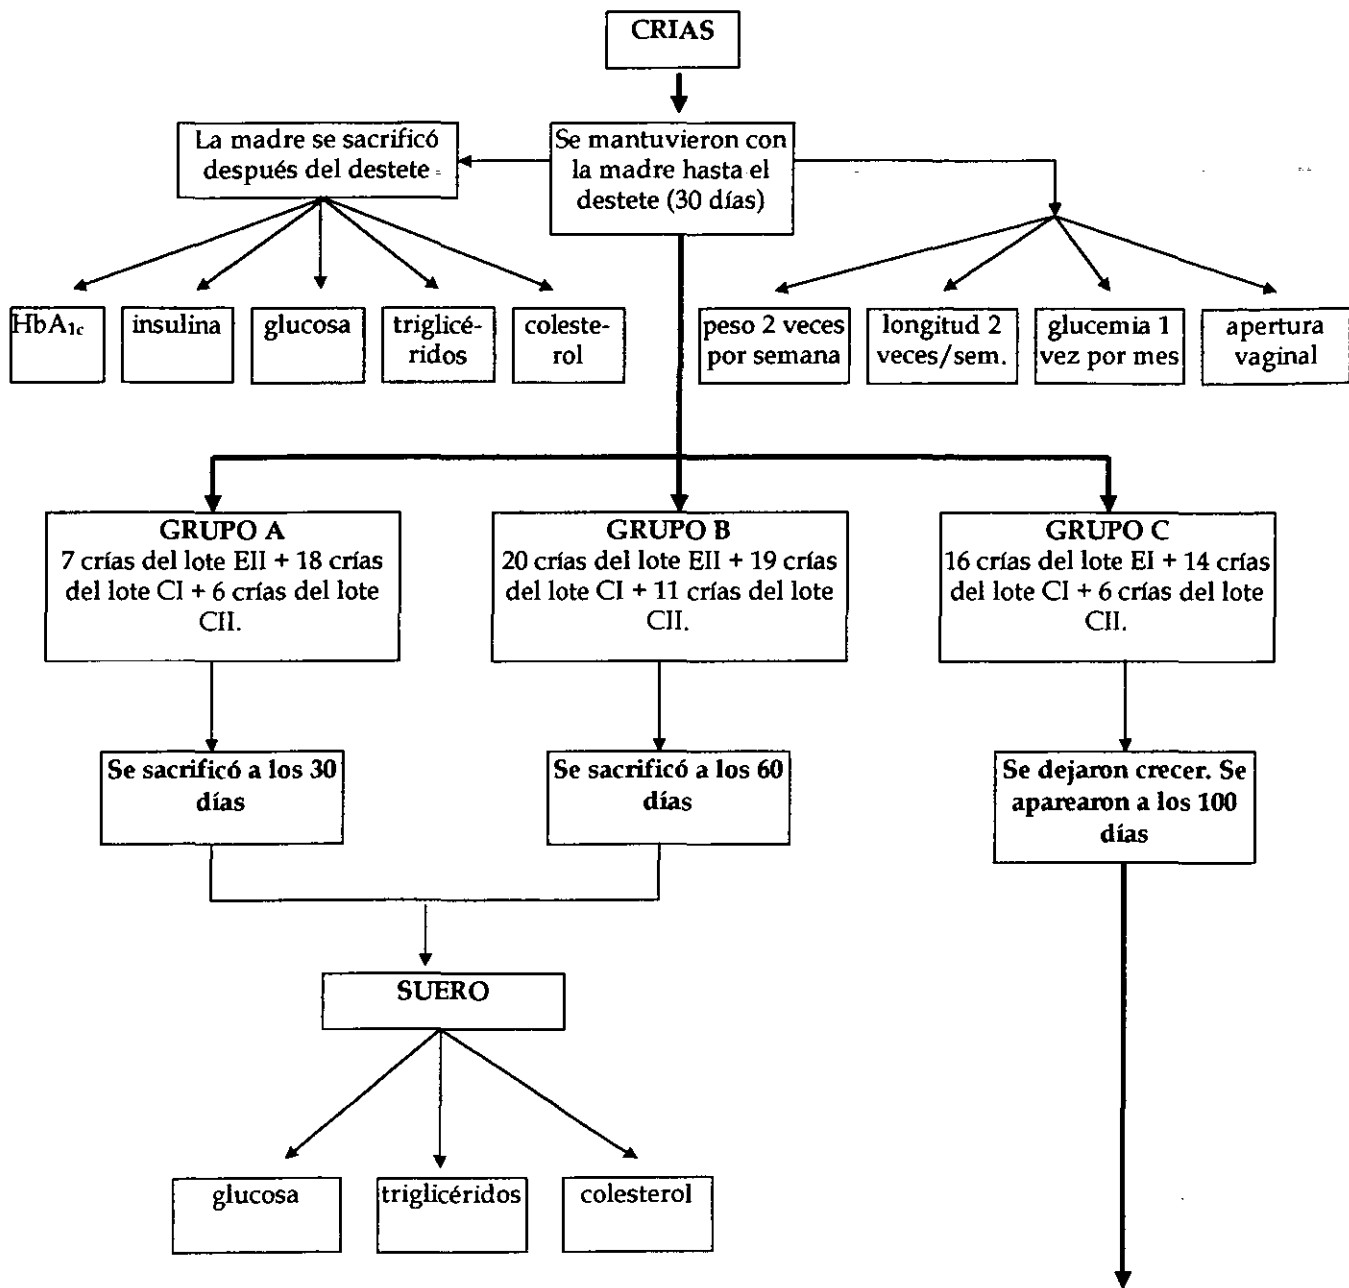 CRIAS
La madre se sacrificó
después del destete
Se mantuvieron con
la madre hasta el
destete (30 días)
HbA1c
insulina
glucosa
triglicé-
ridos
coleste-
rol
peso 2 veces
por semana
longitud 2
veces/sem.
glucemia 1
vez por mes
apertura
vaginal
GRUPO A
7 crías del lote EII + 18 crías
del lote CI + 6 crías del lote
CII.
GRUPO B
20 crías del lote EII + 19 crías
del lote CI + 11 crías del lote
CII.
GRUPO C
16 crías del lote EI + 14 crías
del lote CI + 6 crías del lote
CII.
Se sacrificó a los 30
días
Se sacrificó a los 60
días
Se dejaron crecer. Se
aparearon a los 100
días
SUERO
glucosa
triglicéridos
colesterol